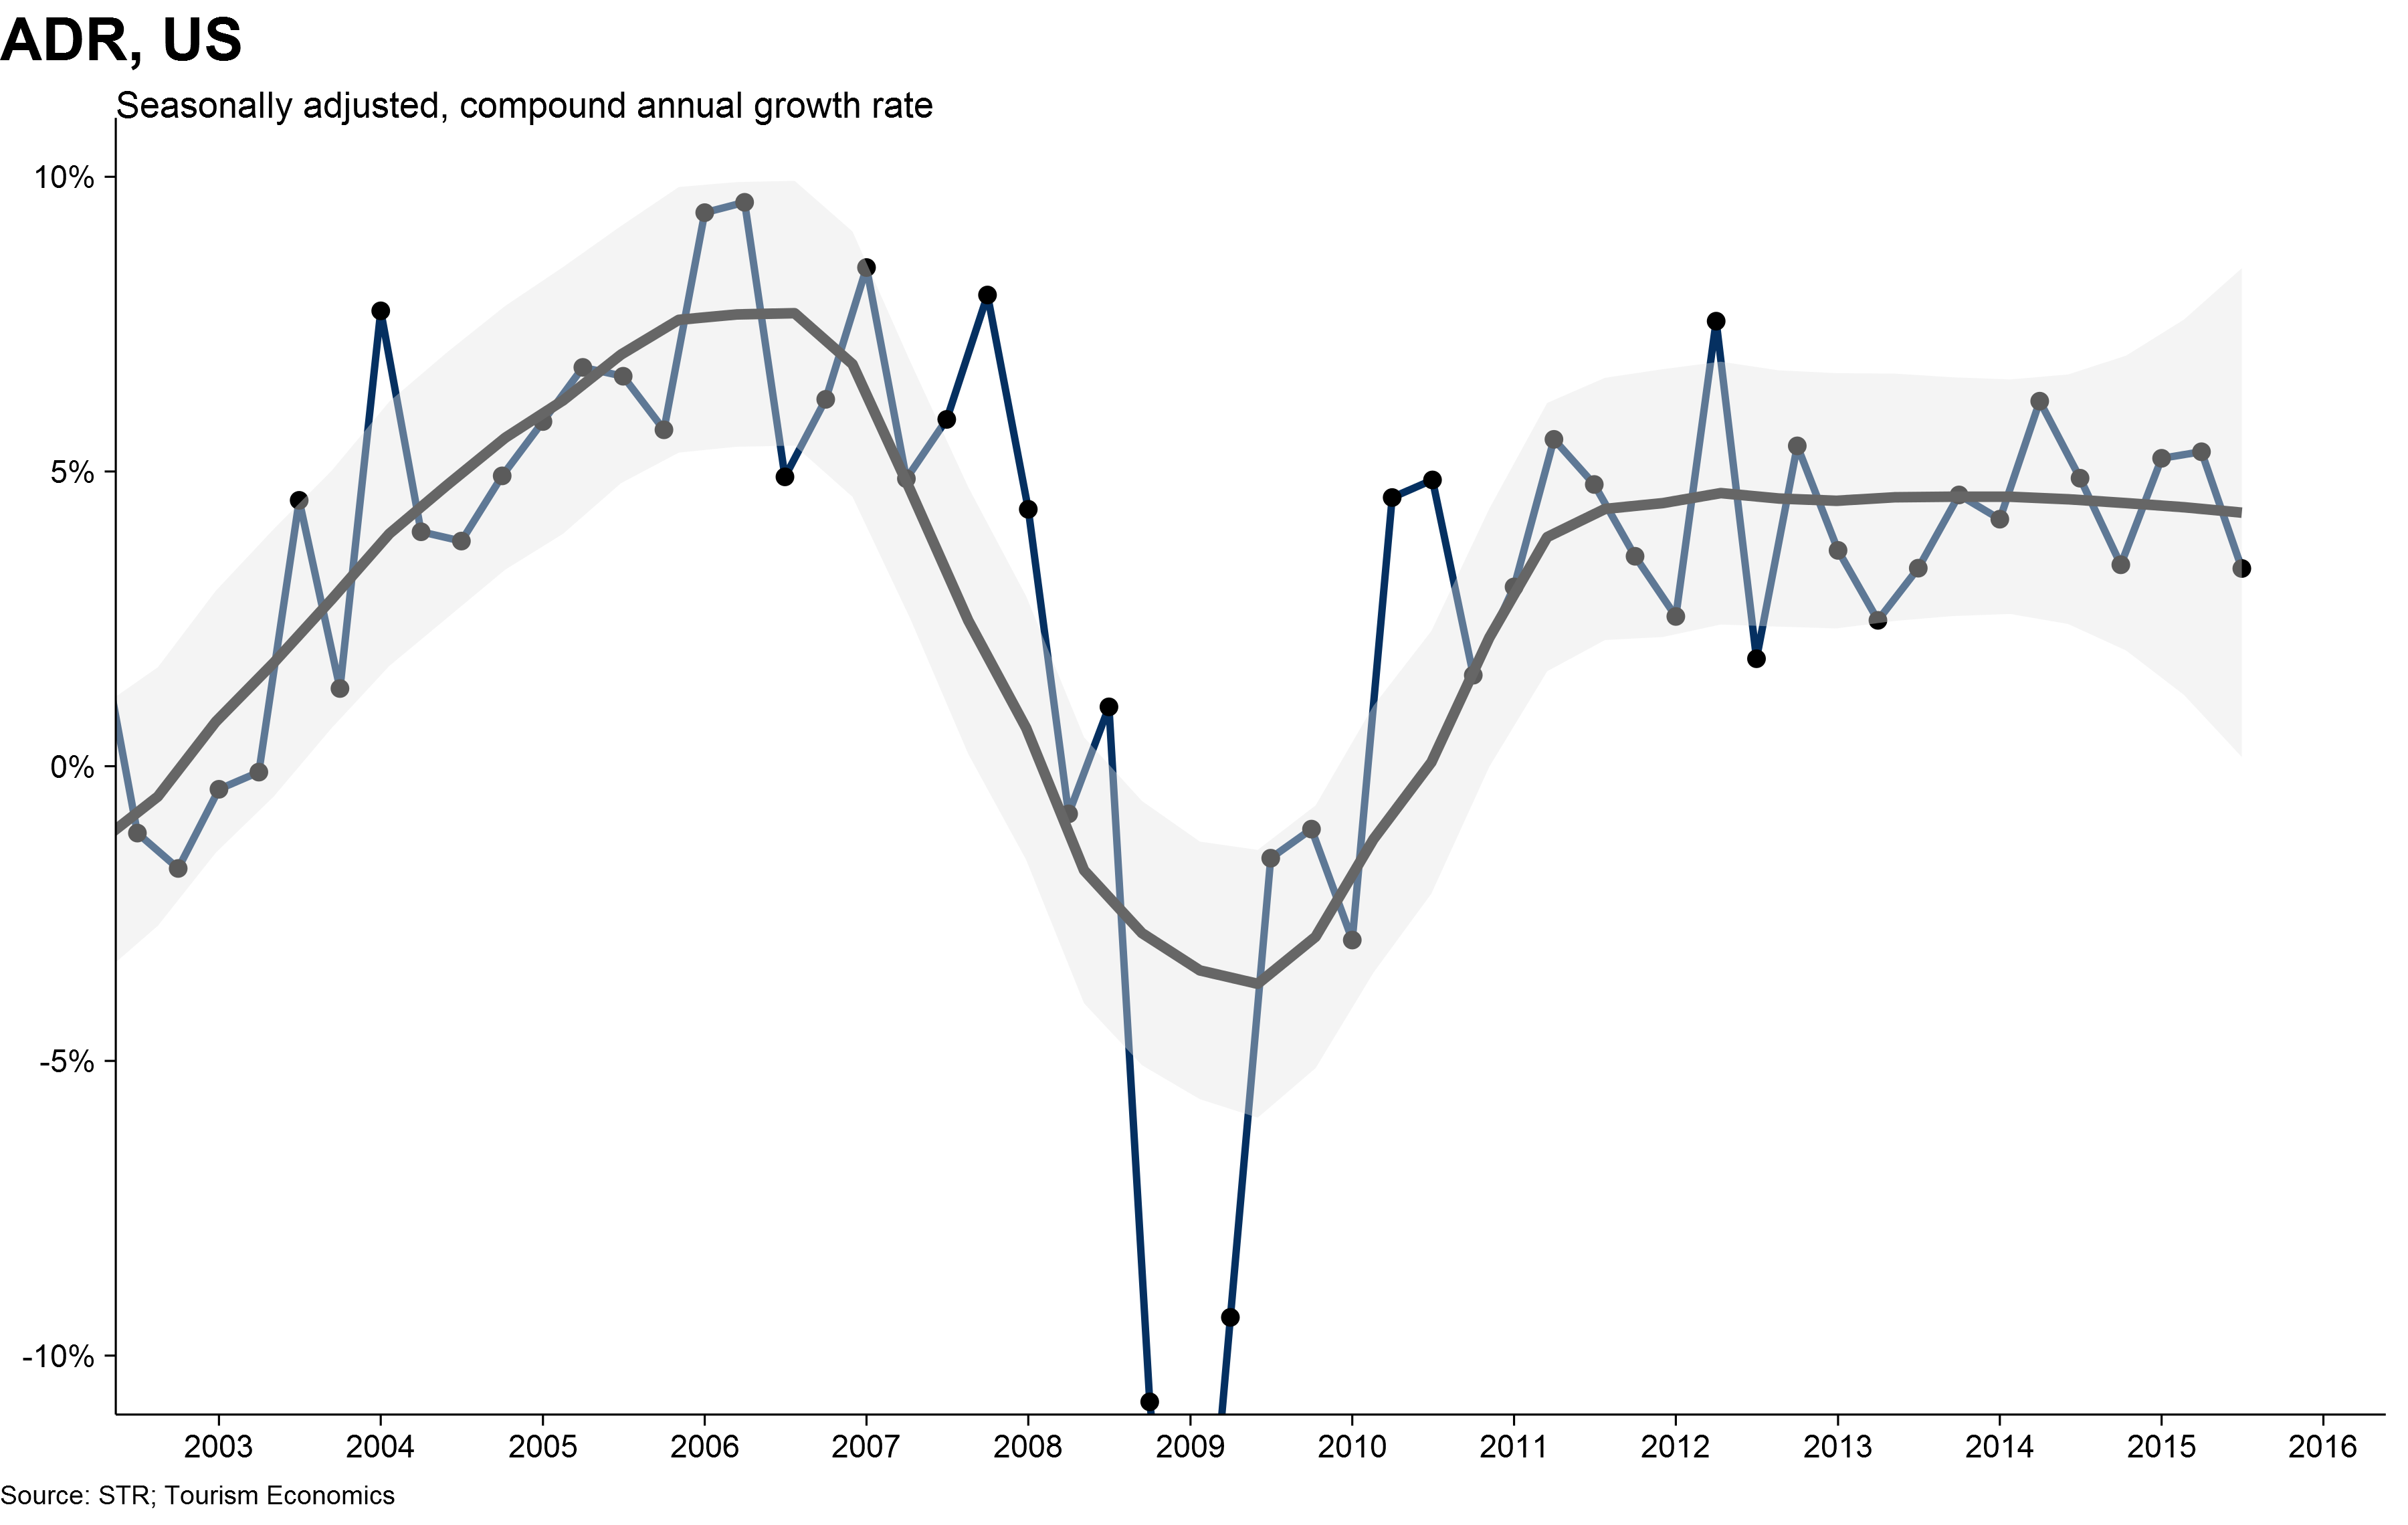 ADR, US
Seasonally adjusted, compound annual growth rate
10%
5%
0%
-5%
-10%
2003 2004 2005 2006 2007 2008 2009 2010 2011 2012 2013 2014 2015 2016
Source: STR; Tourism Economics